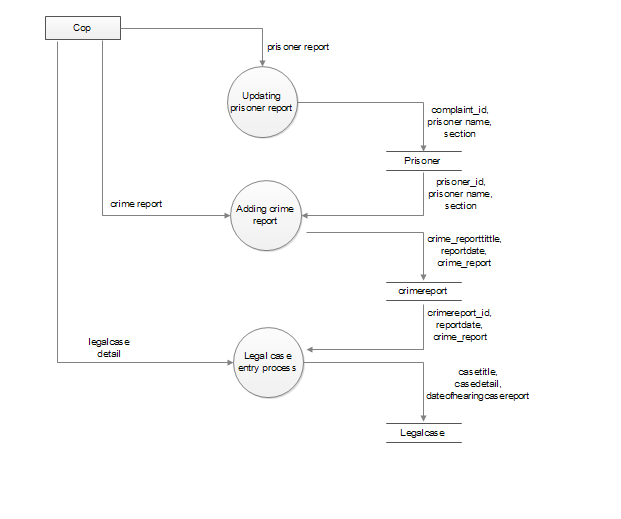 Cop
prisoner report
Updating
prisoner report
complaint_id,
prisoner name,
section
Prisoner
prisoner_id,
prisoner name,
section
crime report
Adding crime
report
crime_reporttittle,
reportdate,
crime_report
crimereport
crimereport_id,
reportdate,
crime_report
legalcase
detail
Legal case
entry process
casetitle,
casedetail,
dateofhearingcasereport
Legalcase